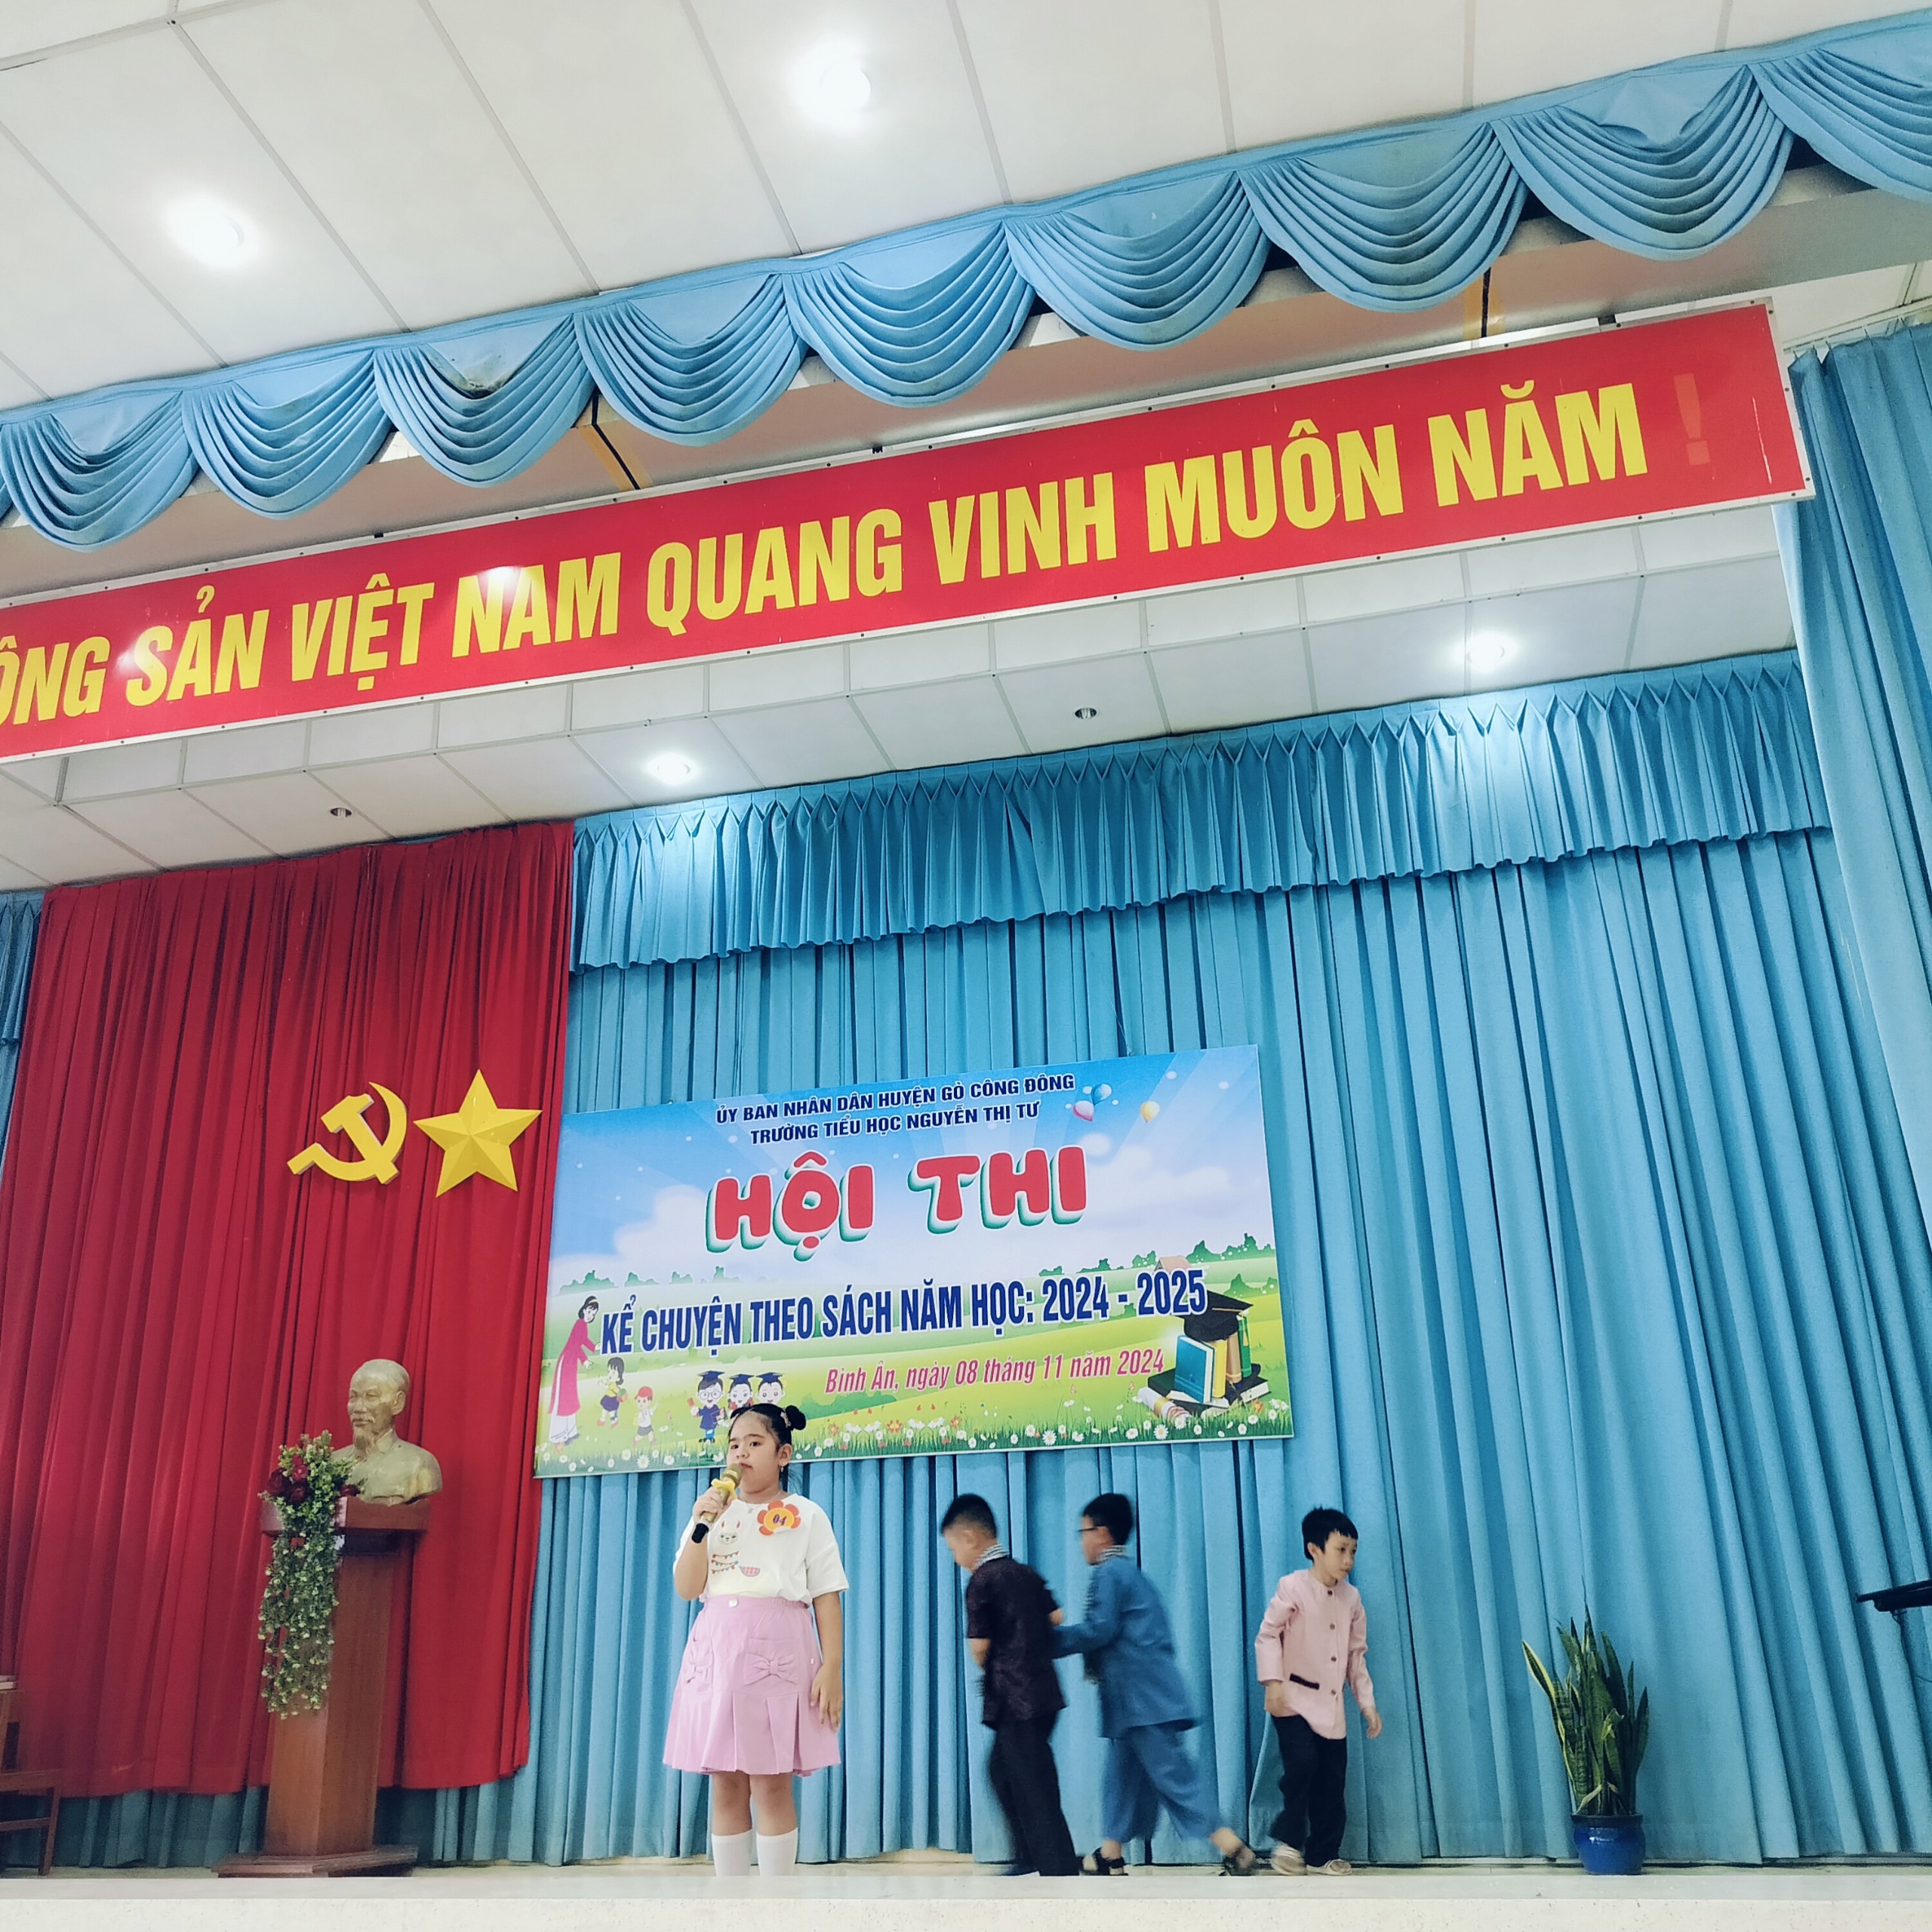 ÔNG SẢN VIỆT NAM QUANG VINH MUÔN NĂM !
ỦY BAN NHÂN DÂN HUYỆN GÒ CÔNG ĐÔNG
TRƯỜNG TIỂU HỌC NGUYỄN THỊ TƯ
HỘI THI
KỂ CHUYỆN THEO SÁCH NĂM HỌC: 2024 - 2025
Bình Ân, ngày 08 tháng 11 năm 2024
04